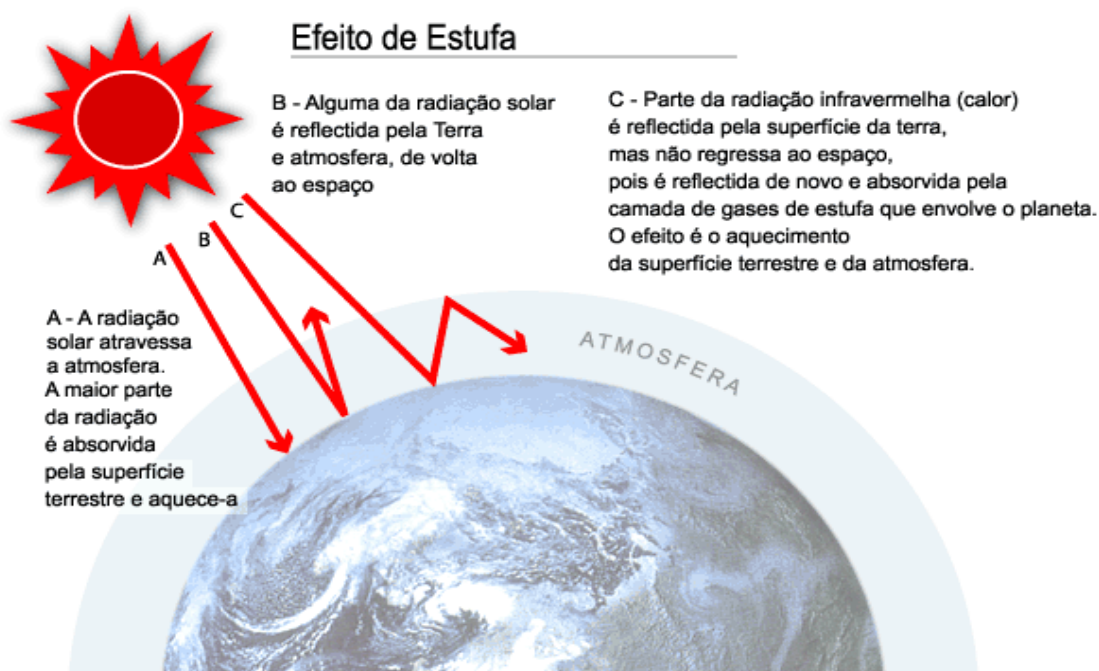 Efeito de Estufa
B - Alguma da radiação solar
é reflectida pela Terra
e atmosfera, de volta
ao espaço
C - Parte da radiação infravermelha (calor)
é reflectida pela superfície da terra,
mas não regressa ao espaço,
pois é reflectida de novo e absorvida pela
camada de gases de estufa que envolve o planeta.
O efeito é o aquecimento
da superfície terrestre e da atmosfera.
C
B
A
A - A radiação
solar atravessa
a atmosfera.
A maior parte
da radiação
é absorvida
pela superfície
terrestre e aquece-a
ATMOSFERA